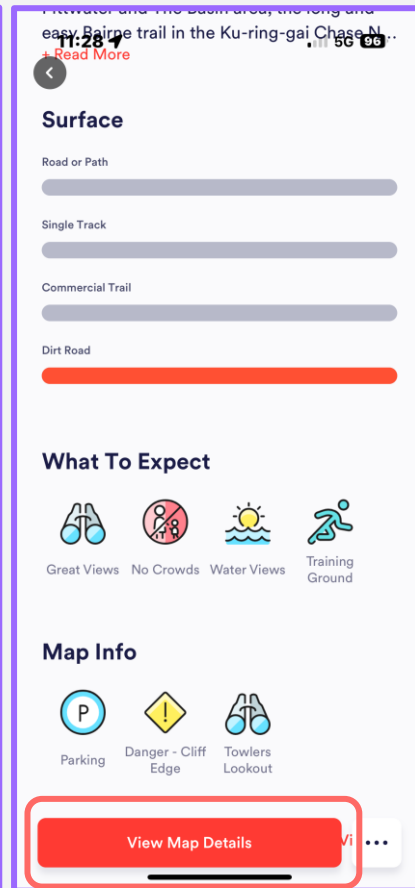 Pittwater and The Basin area, the long and
easy Bairne trail in the Ku-ring-gai Chase N...
11:28
5G 96
+ Read More
Surface
Road or Path
Single Track
Commercial Trail
Dirt Road
What To Expect
Great Views
No Crowds
Water Views
Training
Ground
Map Info
P
Parking
Danger - Cliff
Edge
Towlers
Lookout
View Map Details
Vi
...